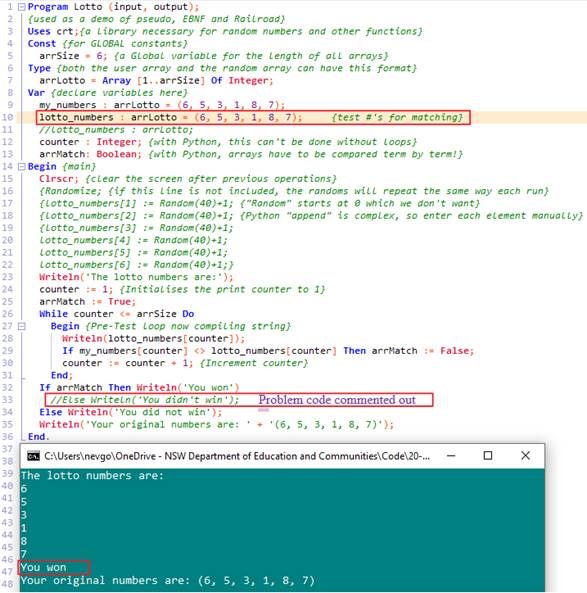 1 Program Lotto (input, output);
2 {used as a demo of pseudo, EBNF and Railroad}
3 Uses crt;{a library necessary for random numbers and other functions}
4 Const {for GLOBAL constants}
5 arrSize = 6; {a Global variable for the length of all arrays}
6 Type {both the user array and the random array can have this format}
7 arrLotto = Array [1..arrSize] Of Integer;
8 Var {declare variables here}
9 my_numbers : arrLotto = (6, 5, 3, 1, 8, 7);
10 lotto_numbers : arrLotto = (6, 5, 3, 1, 8, 7); {test #'s for matching}
11 //lotto_numbers : arrLotto;
12 counter : Integer; {with Python, this can't be done without loops}
13 arrMatch: Boolean; {with Python, arrays have to be compared term by term!}
14 Begin {main}
15 Clrscr; {clear the screen after previous operations}
16 {Randomize; {if this line is not included, the randoms will repeat the same way each run}
17 {lotto_numbers[1] := Random(40)+1; {"Random" starts at 0 which we don't want}
18 {lotto_numbers[2] := Random(40)+1; {Python "append" is complex, so enter each element manually}
19 {lotto_numbers[3] := Random(40)+1;
20 lotto_numbers[4] := Random(40)+1;
21 lotto_numbers[5] := Random(40)+1;
22 lotto_numbers[6] := Random(40)+1;}
23 Writeln('The lotto numbers are:');
24 counter := 1; {Initialises the print counter to 1}
25 arrMatch := True;
26 While counter <= arrSize Do
27 Begin {Pre-Test loop now compiling string}
28 Writeln(lotto_numbers[counter]);
29 If my_numbers[counter] <> lotto_numbers[counter] Then arrMatch := False;
30 counter := counter + 1; {Increment counter}
31 End;
32 If arrMatch Then Writeln('You won')
33 //Else Writeln('You didn't win'); Problem code commented out
34 Else Writeln('You did not win');
35 Writeln('Your original numbers are: ' + '(6, 5, 3, 1, 8, 7)');
36 End.
37
38 C:\Users\nevgo\OneDrive - NSW Department of Education and Communities\Code\20-...
39 The lotto numbers are:
40 6
41 5
42 3
43 1
44 8
45 7
46
47 You won
48 Your original numbers are: (6, 5, 3, 1, 8, 7)